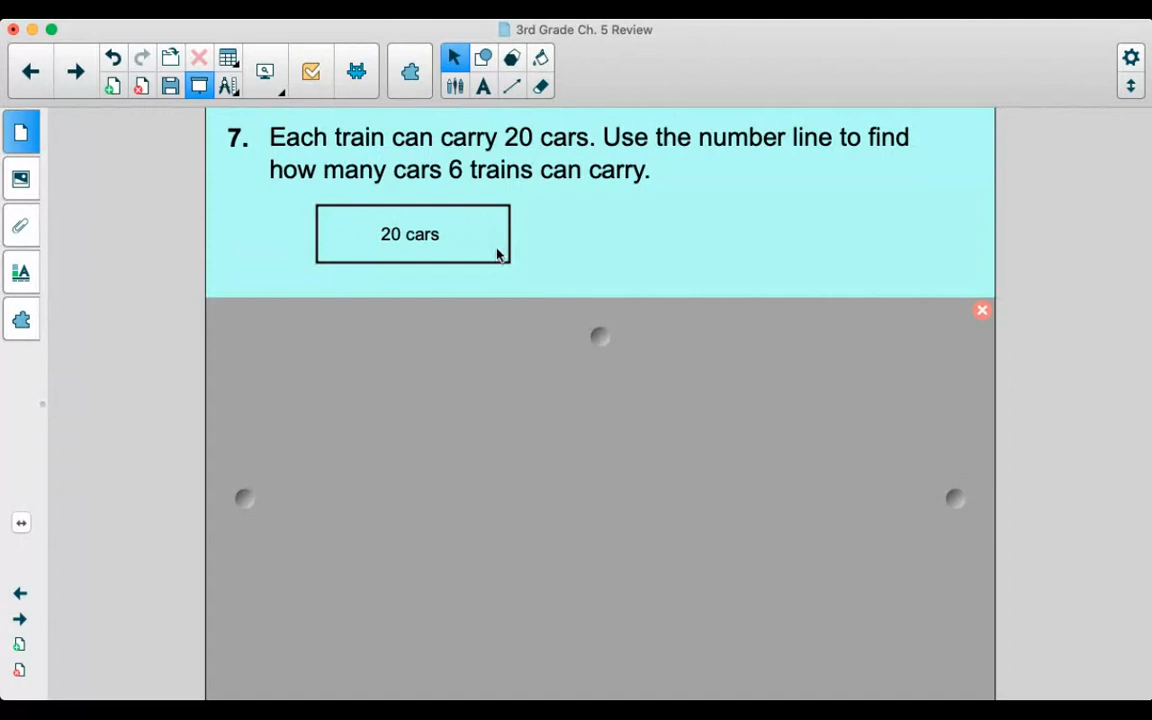 3rd Grade Ch. 5 Review
7. Each train can carry 20 cars. Use the number line to find
how many cars 6 trains can carry.
20 cars